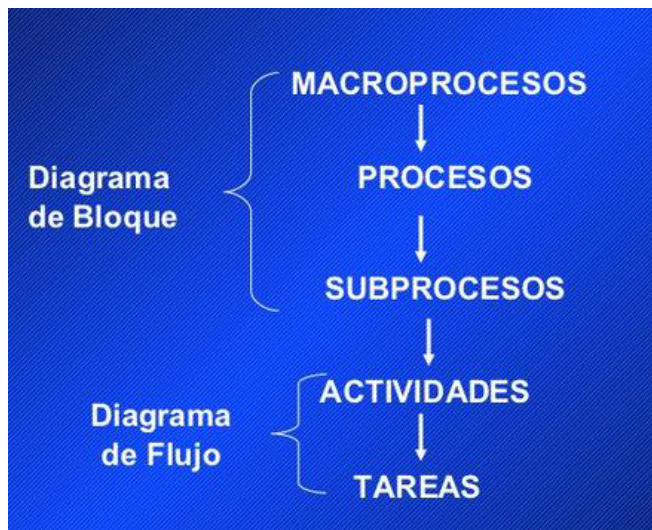 MACROPROCESOS
Diagrama
de Bloque
PROCESOS
SUBPROCESOS
ACTIVIDADES
Diagrama
de Flujo
TAREAS